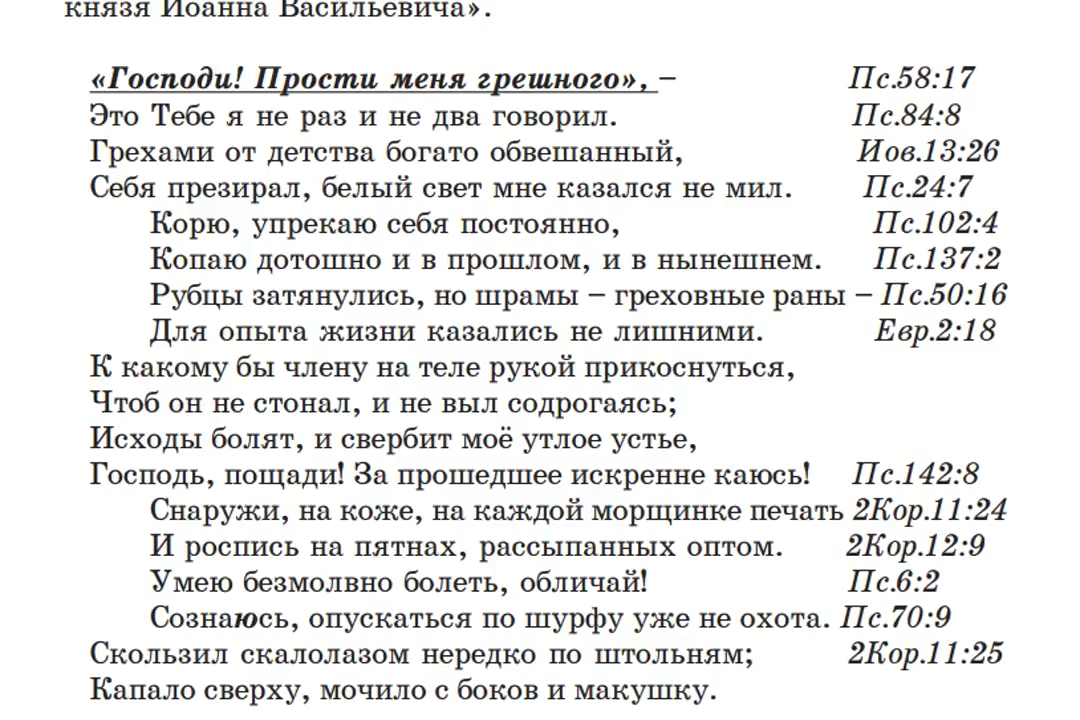 князя Иоанна Васильевича».
«Господи! Прости меня грешного», – Пс.58:17
Это Тебе я не раз и не два говорил. Пс.84:8
Грехами от детства богато обвешанный, Иов.13:26
Себя презирал, белый свет мне казался не мил. Пс.24:7
Корю, упрекаю себя постоянно, Пс.102:4
Копаю дотошно и в прошлом, и в нынешнем. Пс.137:2
Рубцы затянулись, но шрамы – греховные раны – Пс.50:16
Для опыта жизни казались не лишними. Евр.2:18
К какому бы члену на теле рукой прикоснуться,
Чтоб он не стонал, и не выл содрогаясь;
Исходы болят, и свербит моё утлое устье,
Господь, пощади! За прошедшее искренне каюсь! Пс.142:8
Снаружи, на коже, на каждой морщинке печать 2Кор.11:24
И роспись на пятнах, рассыпанных оптом. 2Кор.12:9
Умею безмолвно болеть, обличай! Пс.6:2
Сознаюсь, опускаться по шурфу уже не охота. Пс.70:9
Скользил скалолазом нередко по штольням; 2Кор.11:25
Капало сверху, мочило с боков и макушку.